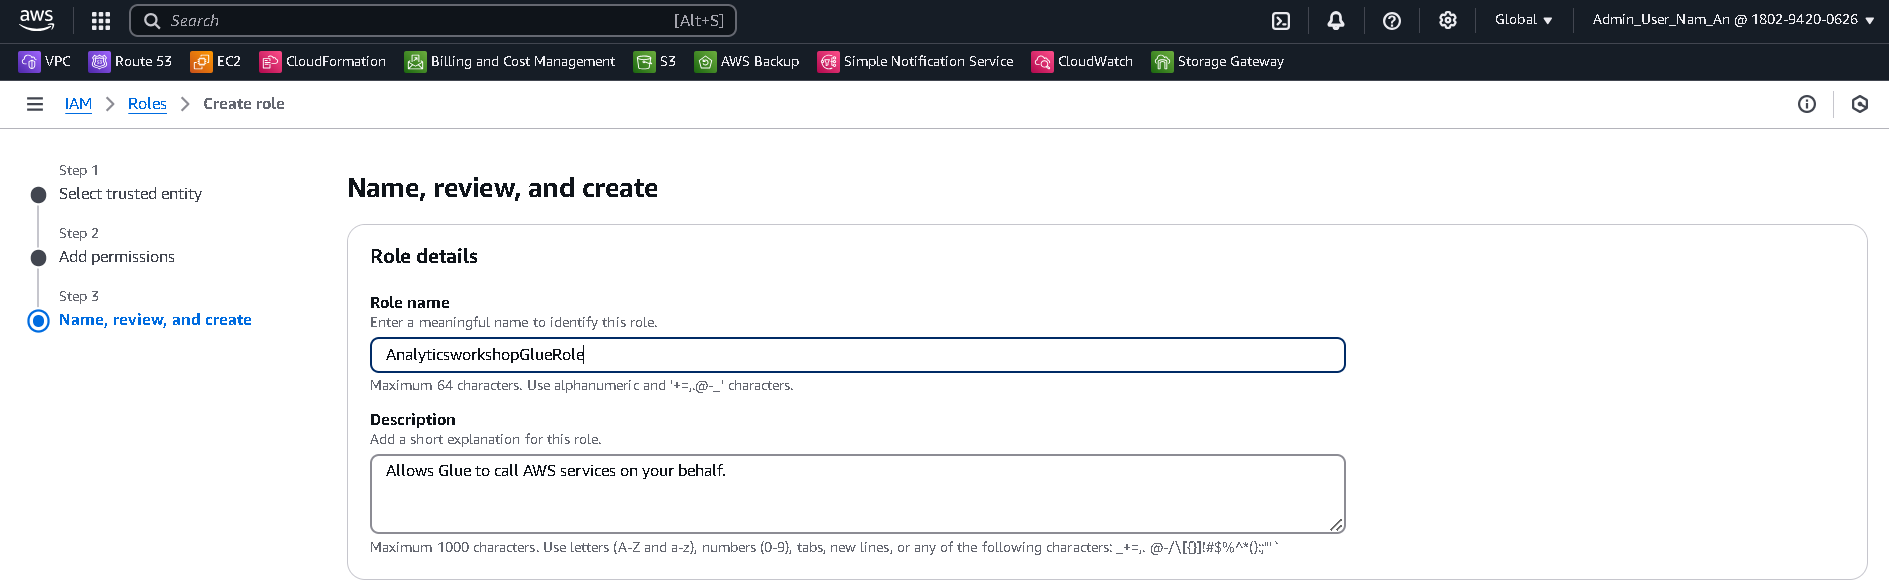 aws
Search [Alt+S] Global Admin_User_Nam_An @ 1802-9420-0626
VPC Route 53 EC2 CloudFormation Billing and Cost Management S3 AWS Backup Simple Notification Service CloudWatch Storage Gateway
IAM Roles Create role
Step 1
Select trusted entity
Step 2
Add permissions
Step 3
Name, review, and create
Name, review, and create
Role details
Role name
Enter a meaningful name to identify this role.
AnalyticsworkshopGlueRole
Maximum 64 characters. Use alphanumeric and '+=,.@-_' characters.
Description
Add a short explanation for this role.
Allows Glue to call AWS services on your behalf.
Maximum 1000 characters. Use letters (A-Z and a-z), numbers (0-9), tabs, new lines, or any of the following characters: _+=,. @-/\[{}]!#$%^*();:"'`